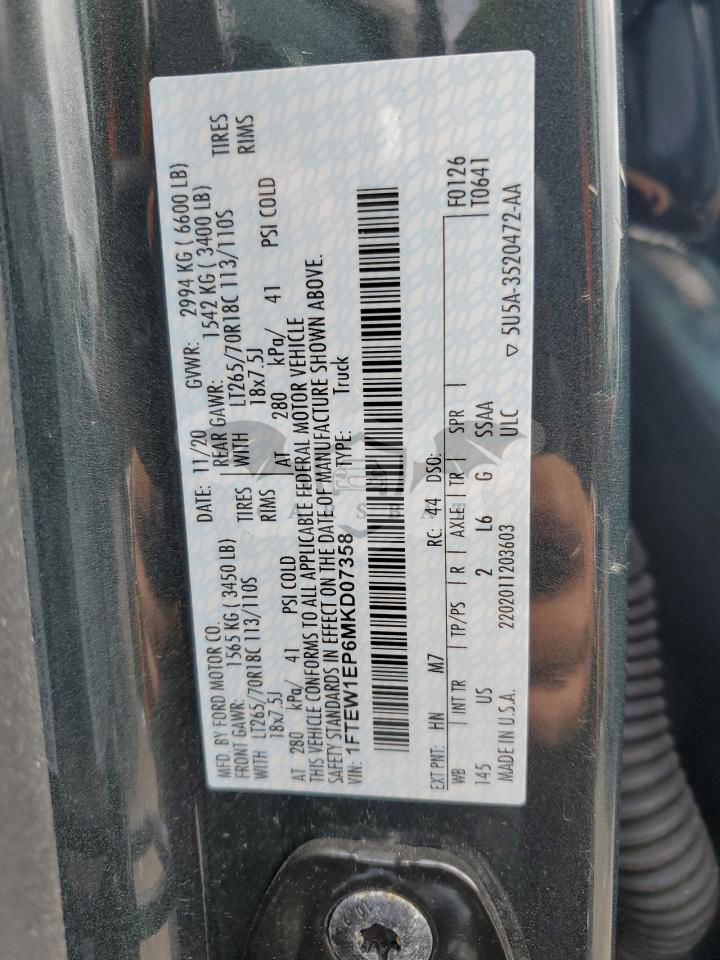 MFD. BY FORD MOTOR CO. DATE: 11/20 GVWR: 2994 KG ( 6600 LB)
FRONT GAWR: 1565 KG ( 3450 LB) REAR GAWR: 1542 KG ( 3400 LB)
WITH LT265/70R18C 113/110S TIRES WITH LT265/70R18C 113/110S TIRES
18x7.5J RIMS 18x7.5J RIMS
AT 280 kPa/ 41 PSI COLD AT 280 kPa/ 41 PSI COLD
THIS VEHICLE CONFORMS TO ALL APPLICABLE FEDERAL MOTOR VEHICLE
SAFETY STANDARDS IN EFFECT ON THE DATE OF MANUFACTURE SHOWN ABOVE.
VIN: 1FTEW1EP6MKD07358 TYPE: Truck
EXT PNT: HN M7 RC: 44 DSO: F0126
WB INT TR TP/PS R AXLE TR SPR T0641
145 US 2 L6 G SSAA
MADE IN U.S.A. 2202011203603 ULC ▽ 5U5A-3520472-AA